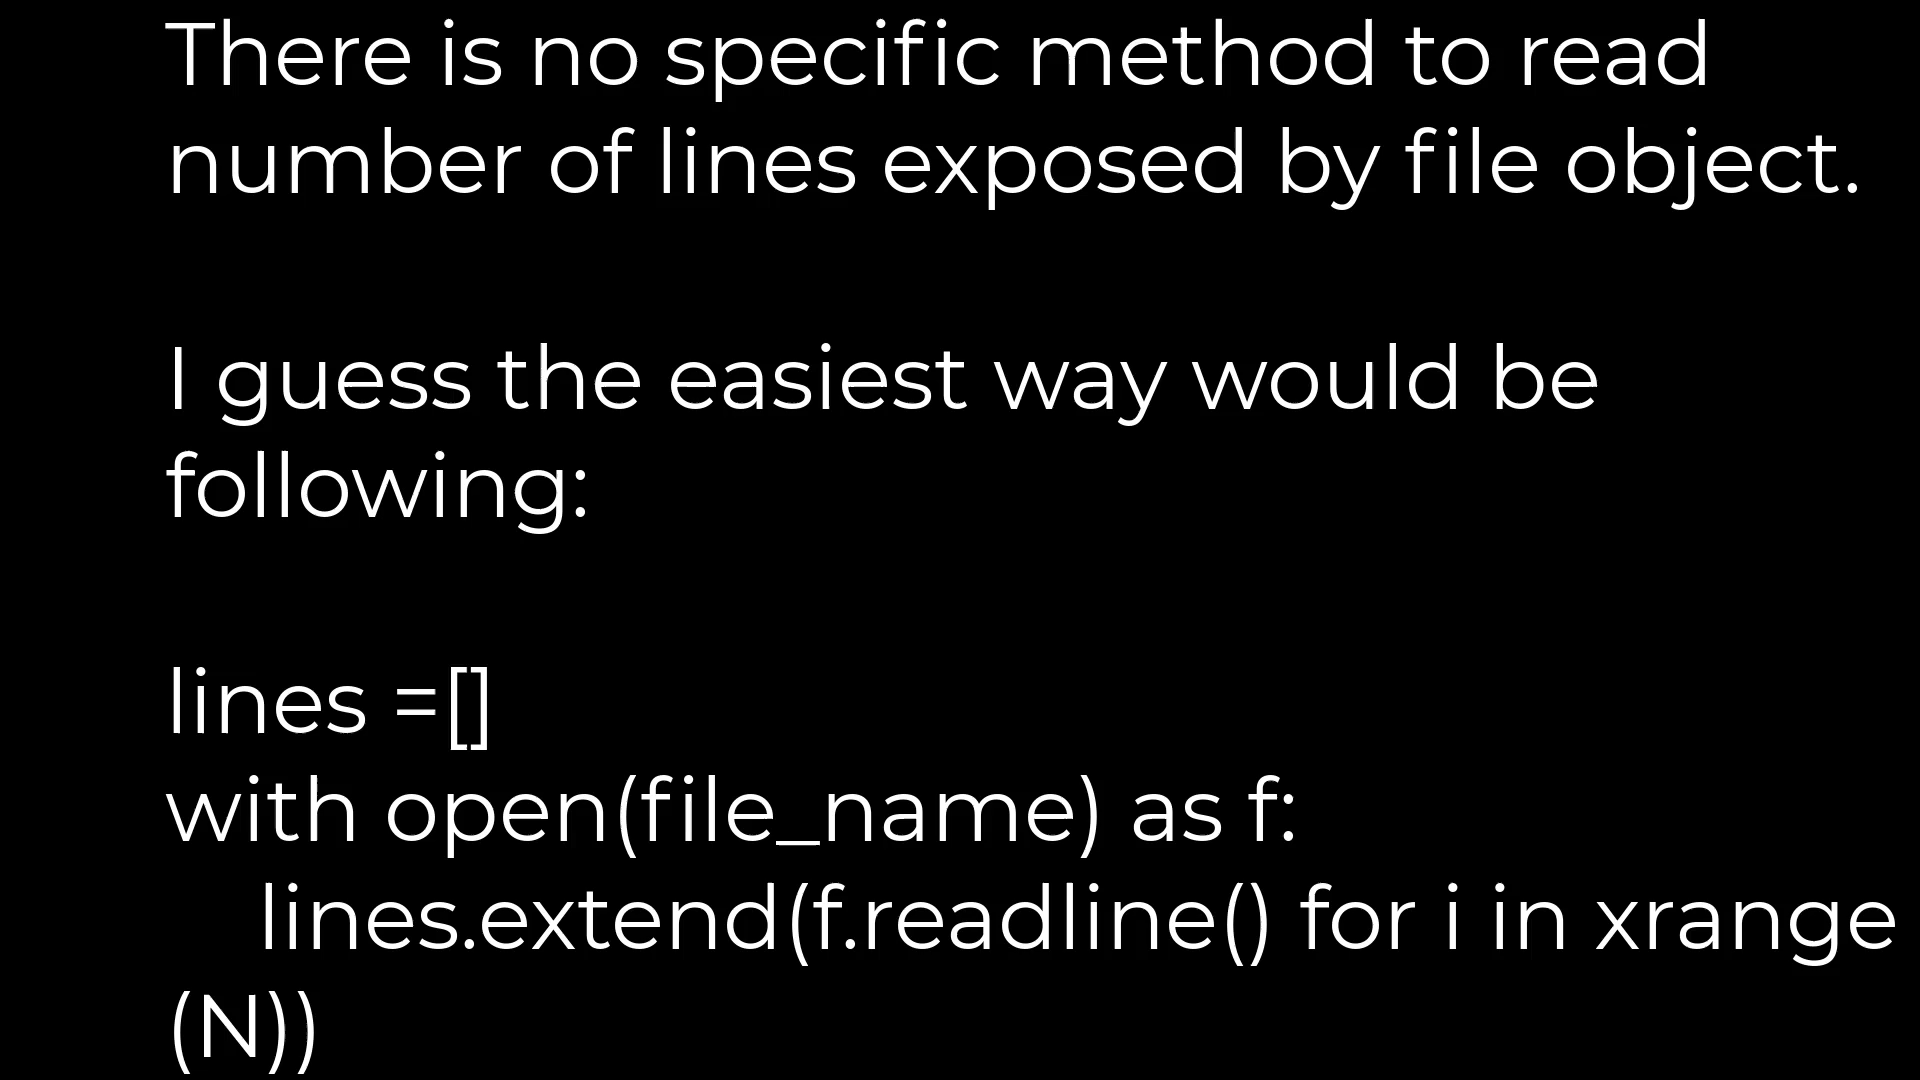 There is no specific method to read
number of lines exposed by file object.
I guess the easiest way would be
following:
lines =[]
with open(file_name) as f:
    lines.extend(f.readline() for i in xrange
(N))